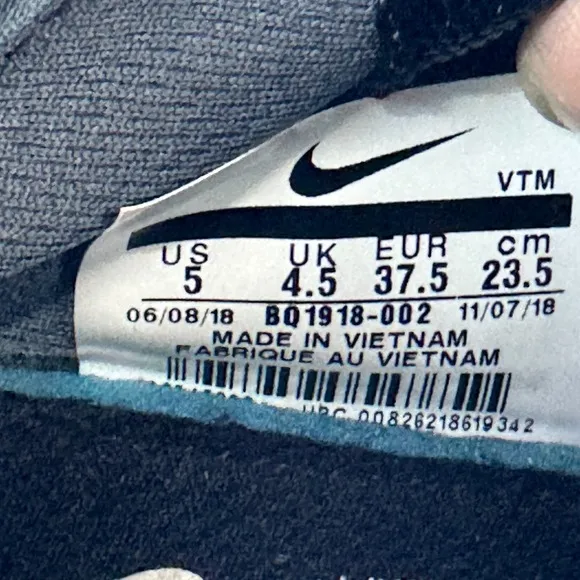 VTM
US UK EUR cm
5 4.5 37.5 23.5
06/08/18 BQ1918-002 11/07/18
MADE IN VIETNAM
FABRIQUE AU VIETNAM
UPC 00826218619342